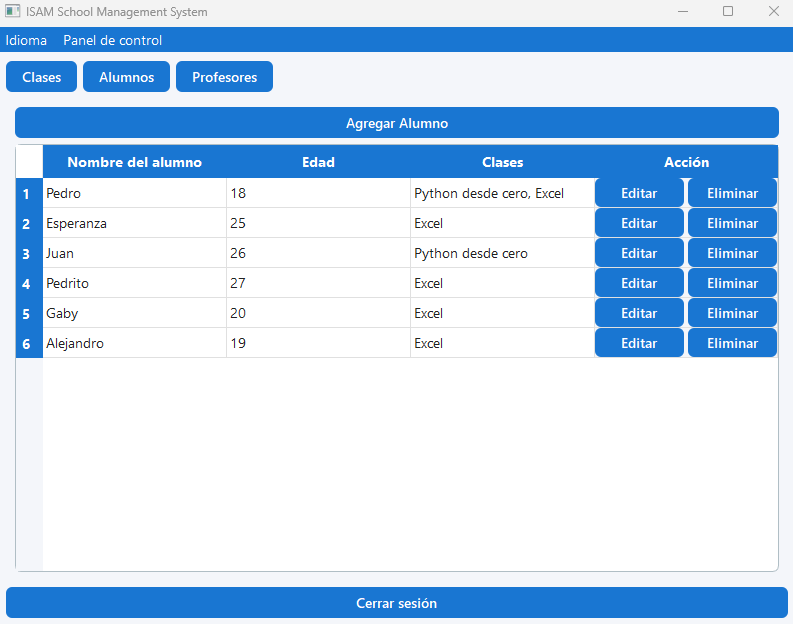 ISAM School Management System
Idioma Panel de control
Clases Alumnos Profesores
Agregar Alumno
Nombre del alumno Edad Clases Acción
1 Pedro 18 Python desde cero, Excel Editar Eliminar
2 Esperanza 25 Excel Editar Eliminar
3 Juan 26 Python desde cero Editar Eliminar
4 Pedrito 27 Excel Editar Eliminar
5 Gaby 20 Excel Editar Eliminar
6 Alejandro 19 Excel Editar Eliminar
Cerrar sesión